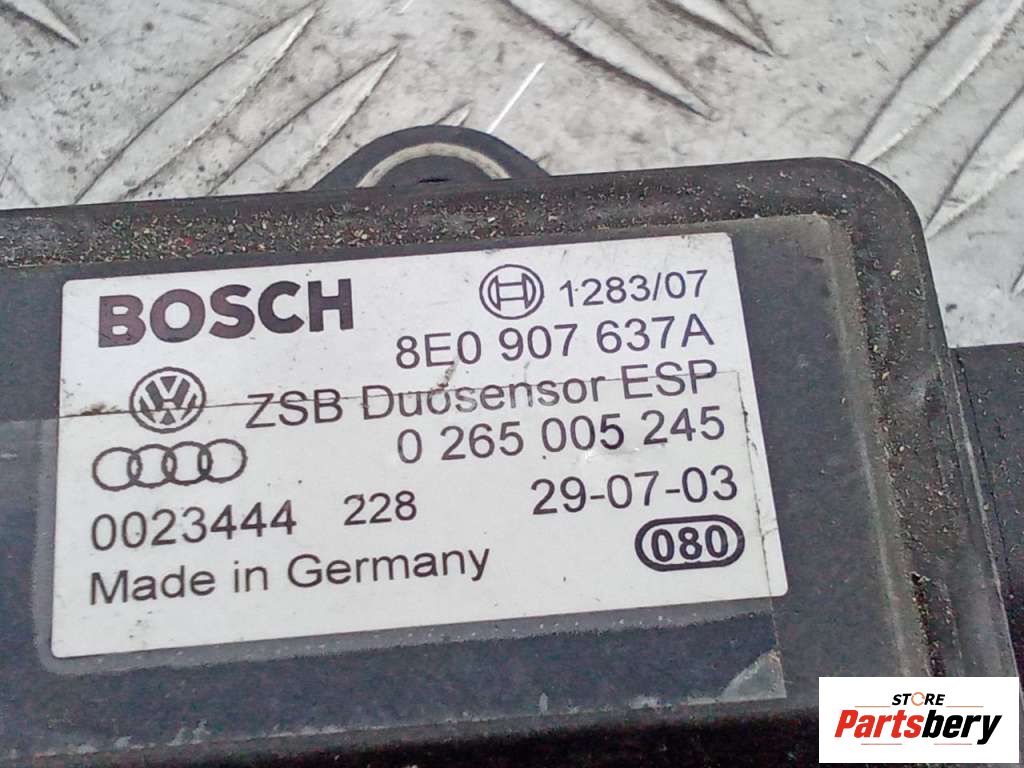 BOSCH 1283/07
8E0 907 637A
ZSB Duosensor ESP
0 265 005 245
0023444 228 29-07-03
080
Made in Germany
STORE
Partsbery